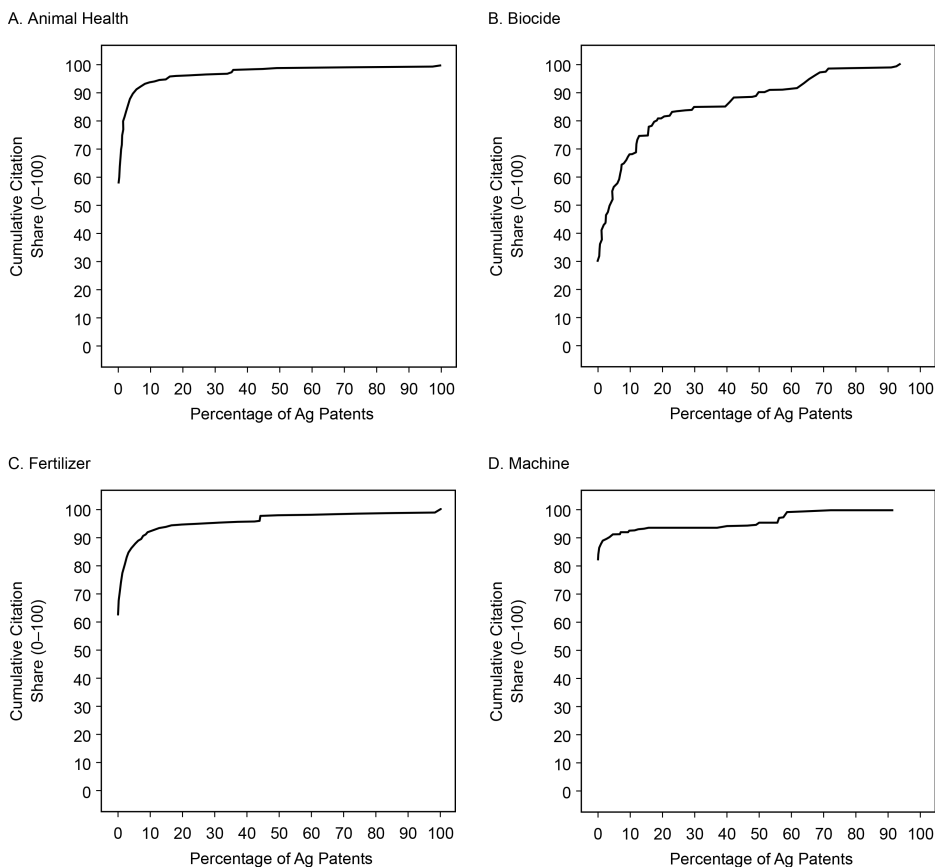 A. Animal Health
100
90
80
70
60
50
40
30
20
10
0
Cumulative Citation
Share (0–100)
0 10 20 30 40 50 60 70 80 90 100
Percentage of Ag Patents
B. Biocide
100
90
80
70
60
50
40
30
20
10
0
Cumulative Citation
Share (0–100)
0 10 20 30 40 50 60 70 80 90 100
Percentage of Ag Patents
C. Fertilizer
100
90
80
70
60
50
40
30
20
10
0
Cumulative Citation
Share (0–100)
0 10 20 30 40 50 60 70 80 90 100
Percentage of Ag Patents
D. Machine
100
90
80
70
60
50
40
30
20
10
0
Cumulative Citation
Share (0–100)
0 10 20 30 40 50 60 70 80 90 100
Percentage of Ag Patents